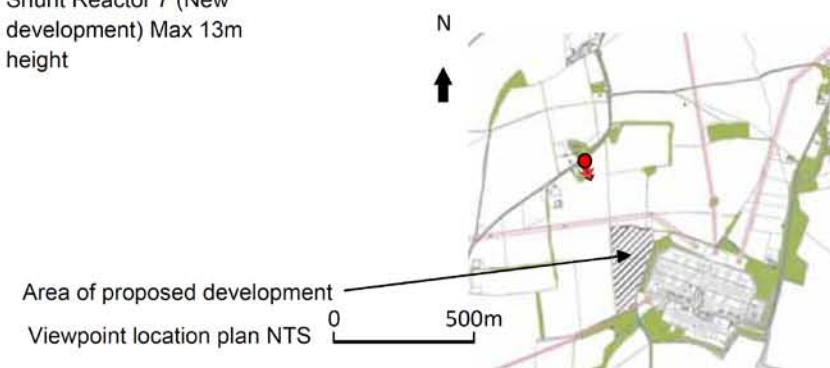 Shunt Reactor 7 (New
development) Max 13m
height
N
Area of proposed development
Viewpoint location plan NTS
0 500m